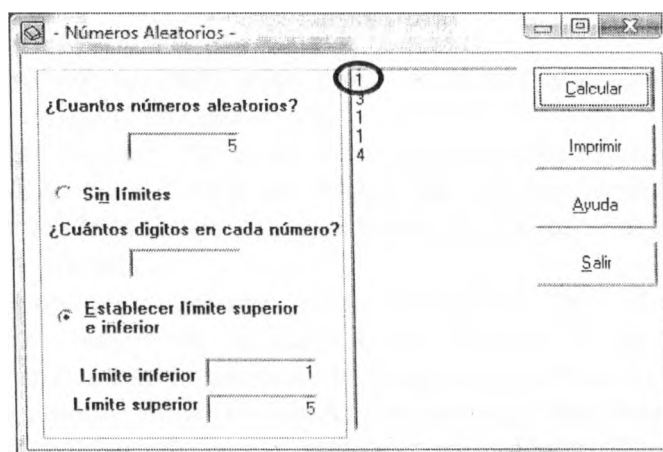 - Números Aleatorios -
¿Cuantos números aleatorios?
5
Sin límites
¿Cuántos digitos en cada número?
Establecer límite superior
e inferior
Límite inferior 1
Límite superior 5
1
3
1
1
4
Calcular
Imprimir
Ayuda
Salir